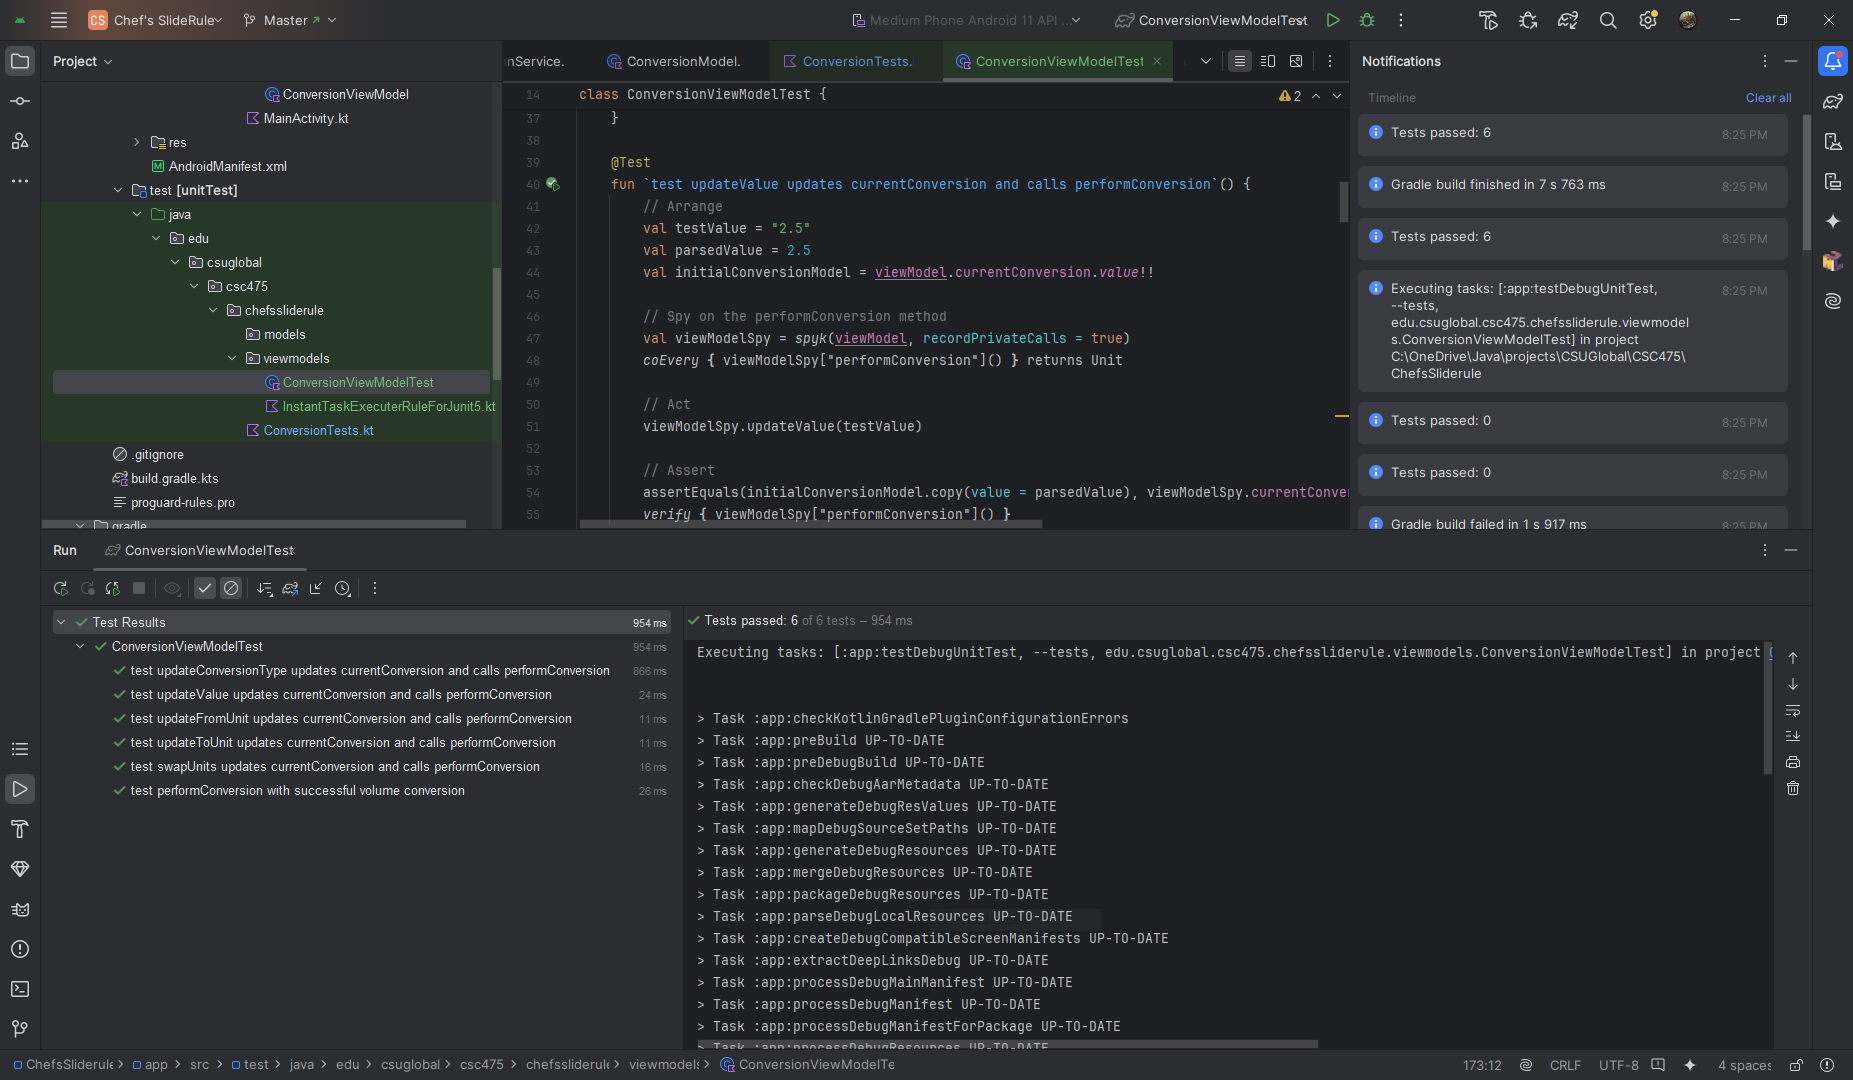 CS Chef's SlideRule
Master
Medium Phone Android 11 API ...
ConversionViewModelTest
Project
ConversionViewModel
MainActivity.kt
res
AndroidManifest.xml
test [unitTest]
java
edu
csuglobal
csc475
chefssliderule
models
viewmodels
ConversionViewModelTest
InstantTaskExecuterRuleForJunit5.kt
ConversionTests.kt
.gitignore
build.gradle.kts
proguard-rules.pro
gradle
nService.
ConversionModel.
ConversionTests.
ConversionViewModelTest
14 class ConversionViewModelTest {
2
37 }
38
39 @Test
40 fun `test updateValue updates currentConversion and calls performConversion`() {
41 // Arrange
42 val testValue = "2.5"
43 val parsedValue = 2.5
44 val initialConversionModel = viewModel.currentConversion.value!!
45
46 // Spy on the performConversion method
47 val viewModelSpy = spyk(viewModel, recordPrivateCalls = true)
48 coEvery { viewModelSpy["performConversion"]() } returns Unit
49
50 // Act
51 viewModelSpy.updateValue(testValue)
52
53 // Assert
54 assertEquals(initialConversionModel.copy(value = parsedValue), viewModelSpy.currentConver
55 verify { viewModelSpy["performConversion"]() }
Notifications
Timeline
Clear all
Tests passed: 6 8:25 PM
Gradle build finished in 7 s 763 ms 8:25 PM
Tests passed: 6 8:25 PM
Executing tasks: [:app:testDebugUnitTest, 8:25 PM
--tests,
edu.csuglobal.csc475.chefssliderule.viewmodel
s.ConversionViewModelTest] in project
C:\OneDrive\Java\projects\CSUGlobal\CSC475\
ChefsSliderule
Tests passed: 0 8:25 PM
Tests passed: 0 8:25 PM
Gradle build failed in 1 s 917 ms 8:25 PM
Run
ConversionViewModelTest
Test Results 954 ms
ConversionViewModelTest 954 ms
test updateConversionType updates currentConversion and calls performConversion 866 ms
test updateValue updates currentConversion and calls performConversion 24 ms
test updateFromUnit updates currentConversion and calls performConversion 11 ms
test updateToUnit updates currentConversion and calls performConversion 11 ms
test swapUnits updates currentConversion and calls performConversion 16 ms
test performConversion with successful volume conversion 26 ms
Tests passed: 6 of 6 tests – 954 ms
Executing tasks: [:app:testDebugUnitTest, --tests, edu.csuglobal.csc475.chefssliderule.viewmodels.ConversionViewModelTest] in project
> Task :app:checkKotlinGradlePluginConfigurationErrors
> Task :app:preBuild UP-TO-DATE
> Task :app:preDebugBuild UP-TO-DATE
> Task :app:checkDebugAarMetadata UP-TO-DATE
> Task :app:generateDebugResValues UP-TO-DATE
> Task :app:mapDebugSourceSetPaths UP-TO-DATE
> Task :app:generateDebugResources UP-TO-DATE
> Task :app:mergeDebugResources UP-TO-DATE
> Task :app:packageDebugResources UP-TO-DATE
> Task :app:parseDebugLocalResources UP-TO-DATE
> Task :app:createDebugCompatibleScreenManifests UP-TO-DATE
> Task :app:extractDeepLinksDebug UP-TO-DATE
> Task :app:processDebugMainManifest UP-TO-DATE
> Task :app:processDebugManifest UP-TO-DATE
> Task :app:processDebugManifestForPackage UP-TO-DATE
> Task :app:processDebugResources UP-TO-DATE
ChefsSliderule > app > src > test > java > edu > csuglobal > csc475 > chefssliderule > viewmodels > ConversionViewModelTe
173:12 CRLF UTF-8 4 spaces